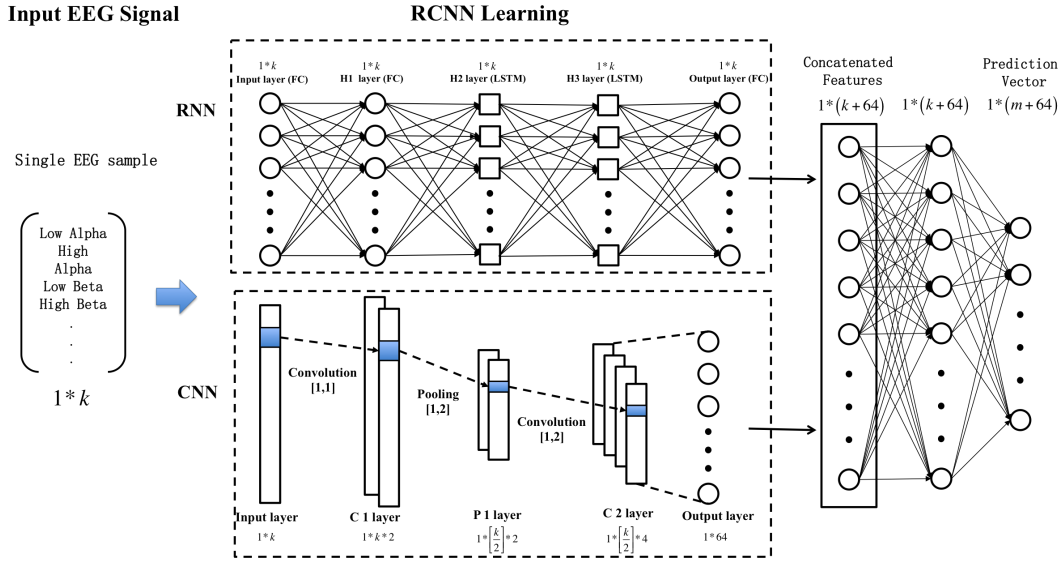 Input EEG Signal
RCNN Learning
Single EEG sample
Low Alpha
High
Alpha
Low Beta
High Beta
.
.
.
1*k
RNN
1*k
Input layer (FC)
1*k
H1 layer (FC)
1*k
H2 layer (LSTM)
1*k
H3 layer (LSTM)
1*k
Output layer (FC)
CNN
Convolution
[1,1]
Pooling
[1,2]
Convolution
[1,2]
Input layer
1*k
C 1 layer
1*k*2
P 1 layer
1*[k/2]*2
C 2 layer
1*[k/2]*4
Output layer
1*64
Concatenated
Features
1*(k+64)
1*(k+64)
Prediction
Vector
1*(m+64)